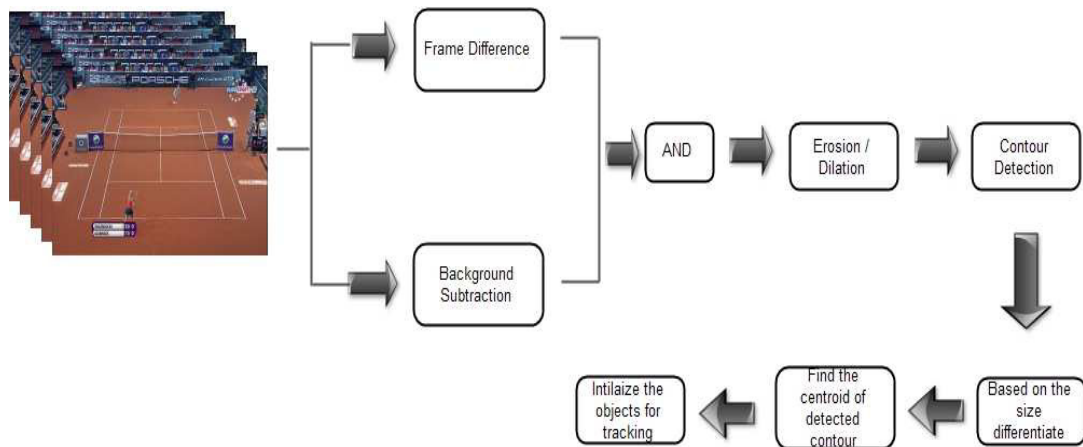 PORSCHE
Frame Difference
AND
Erosion /
Dilation
Contour
Detection
Background
Subtraction
Intilaize the
objects for
tracking
Find the
centroid of
detected
contour
Based on the
size
differentiate